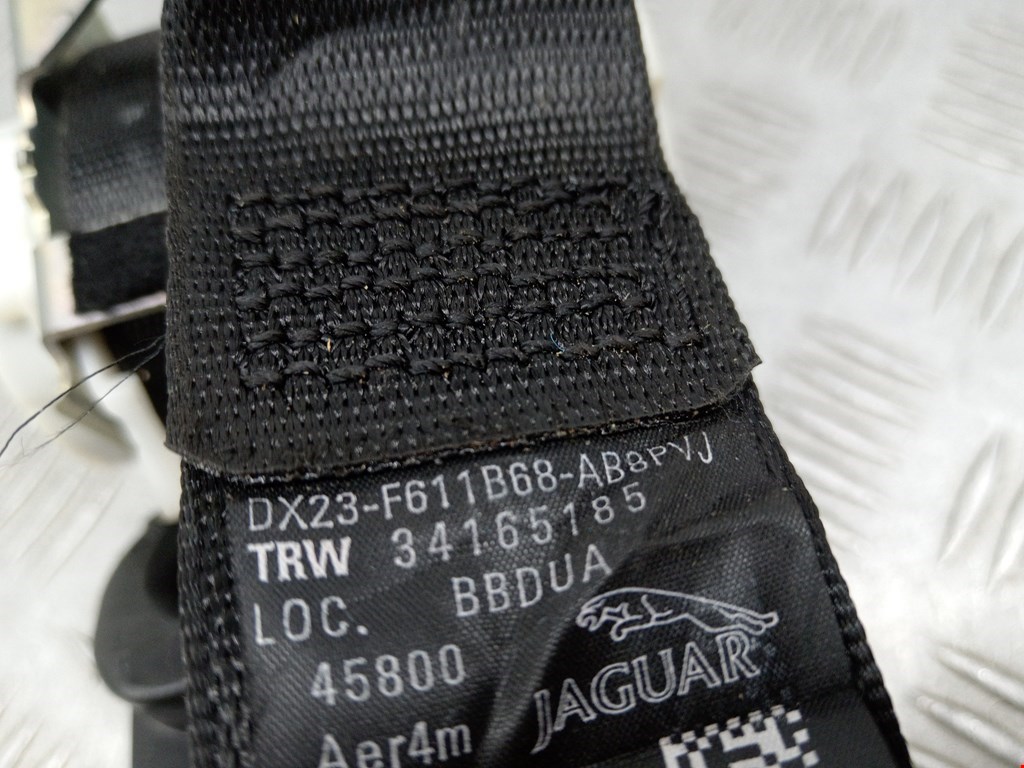 DX23-F611B68-AB8PVJ
TRW 34165185
LOC. BBDUA
45800 JAGUAR
Aer4m